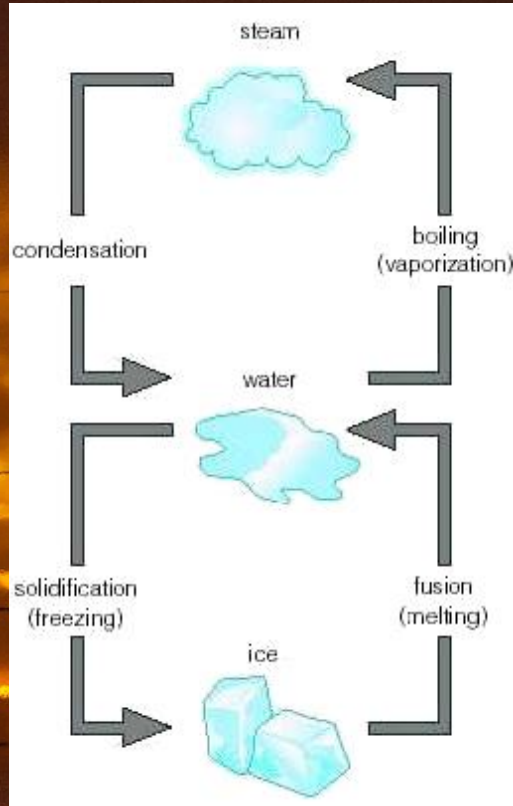 steam
condensation
boiling
(vaporization)
water
solidification
(freezing)
fusion
(melting)
ice